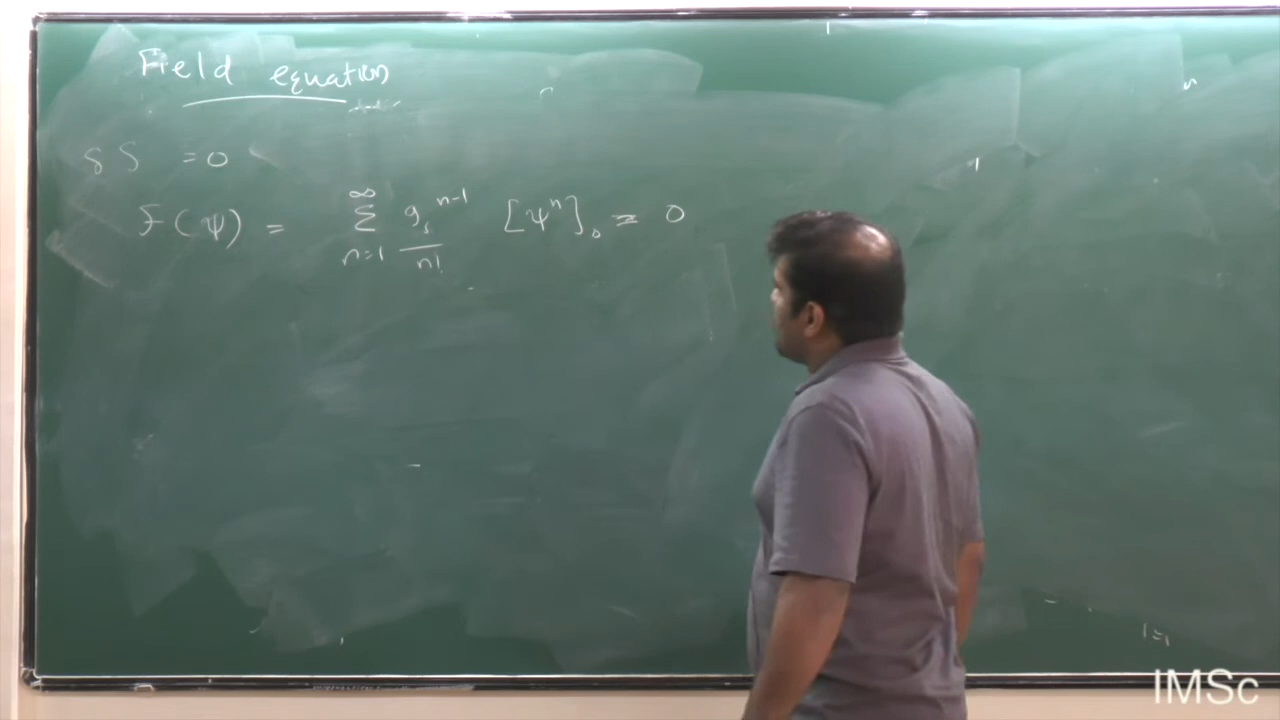 Field equation
δS = 0
F(ψ) = ∑_{n=1}^{∞} g_s^{n-1}/n! [ψ^n]_0 = 0
IMSc